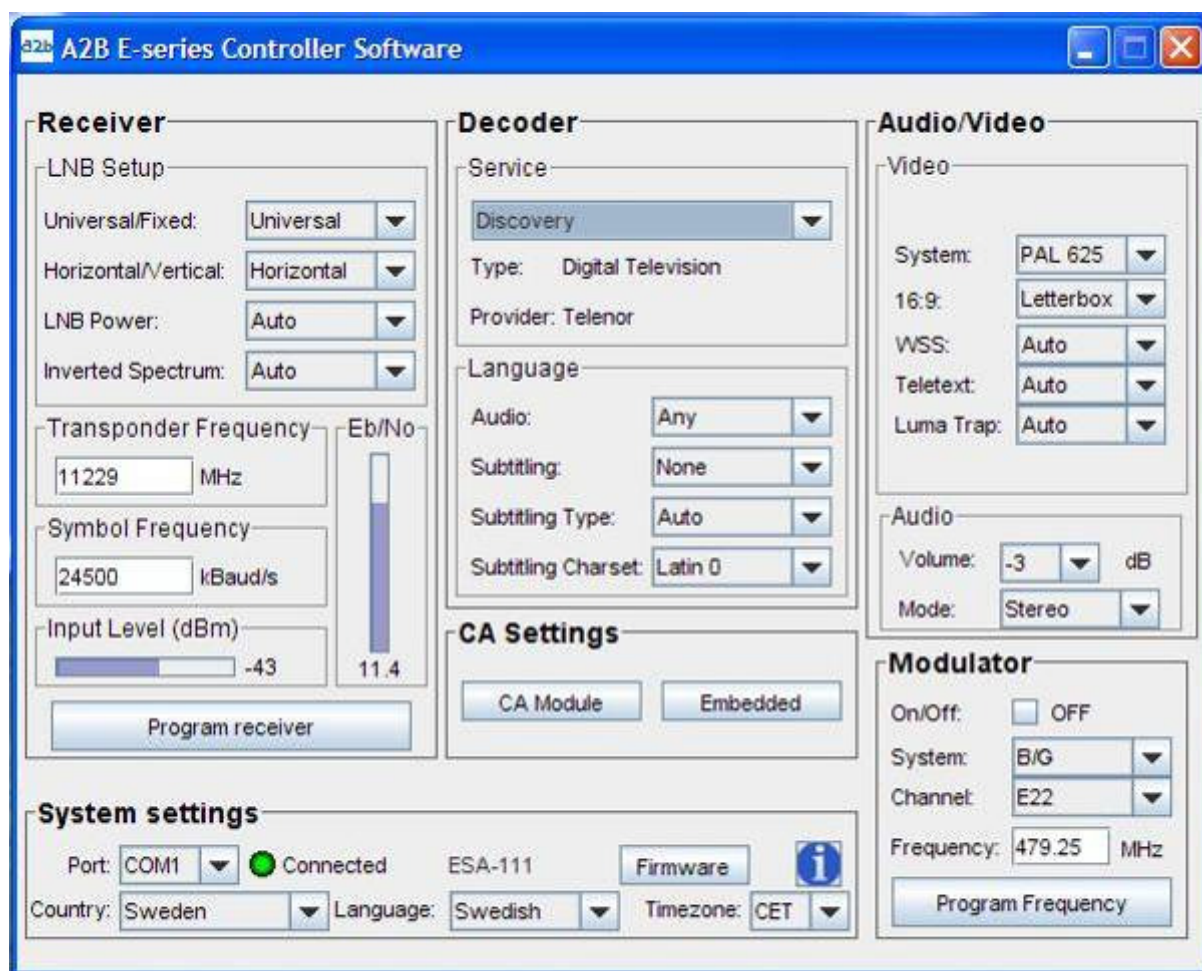 a2b A2B E-series Controller Software
Receiver
LNB Setup
Universal/Fixed: Universal
Horizontal/Vertical: Horizontal
LNB Power: Auto
Inverted Spectrum: Auto
Transponder Frequency
11229 MHz
Symbol Frequency
24500 kBaud/s
Input Level (dBm)
-43
Eb/No
11.4
Program receiver
Decoder
Service
Discovery
Type: Digital Television
Provider: Telenor
Language
Audio: Any
Subtitling: None
Subtitling Type: Auto
Subtitling Charset: Latin 0
CA Settings
CA Module Embedded
Audio/Video
Video
System: PAL 625
16:9: Letterbox
WSS: Auto
Teletext: Auto
Luma Trap: Auto
Audio
Volume: -3 dB
Mode: Stereo
Modulator
On/Off: OFF
System: B/G
Channel: E22
Frequency: 479.25 MHz
Program Frequency
System settings
Port: COM1 Connected ESA-111 Firmware i
Country: Sweden Language: Swedish Timezone: CET